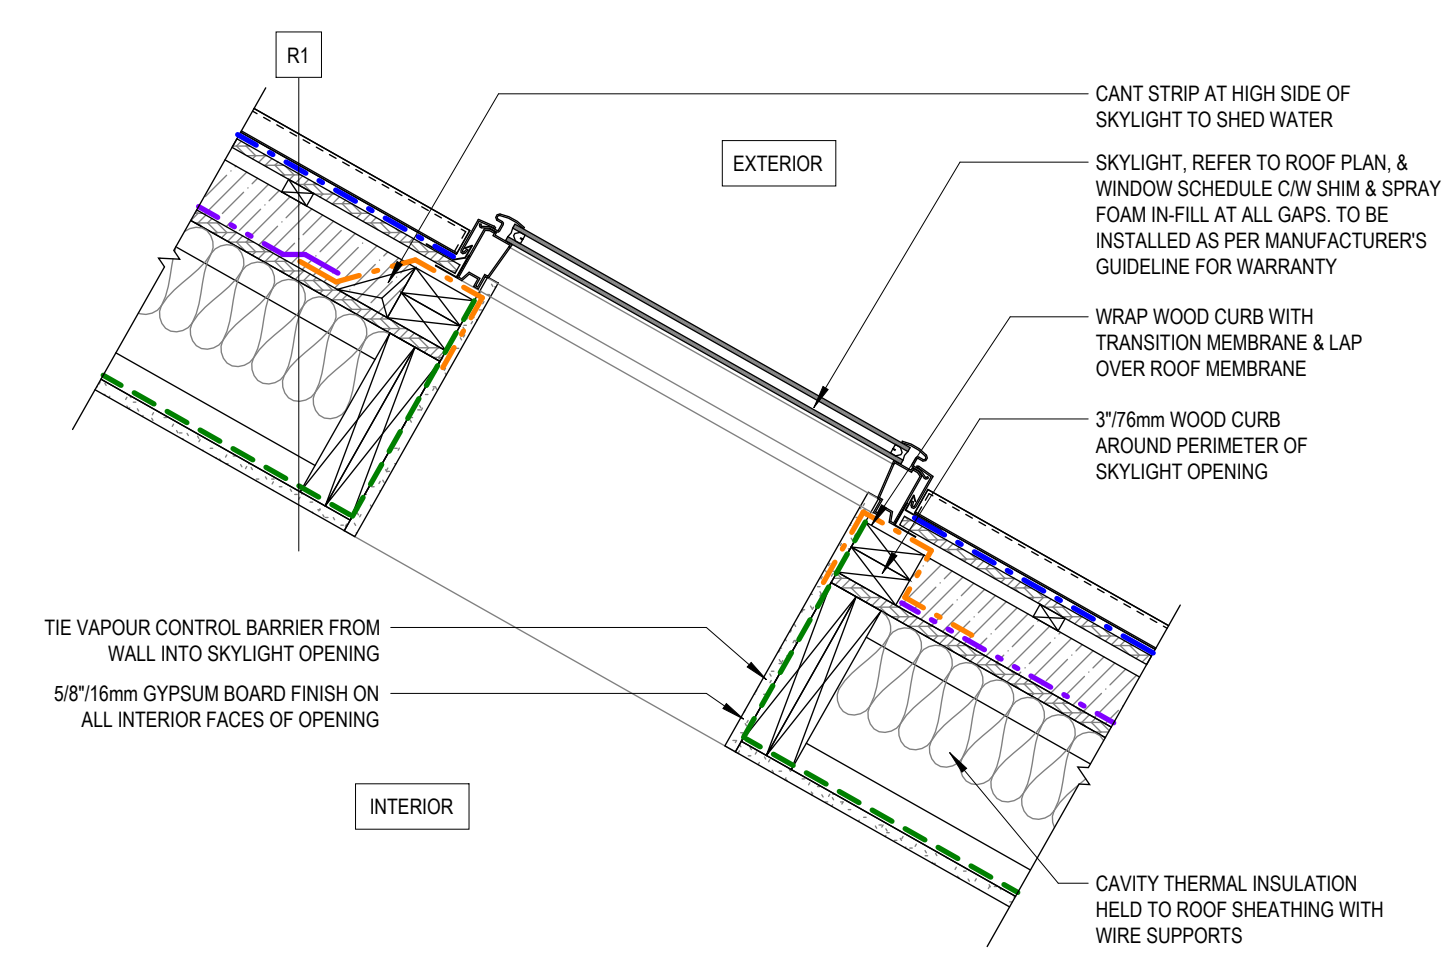 R1
EXTERIOR
CANT STRIP AT HIGH SIDE OF
SKYLIGHT TO SHED WATER
SKYLIGHT, REFER TO ROOF PLAN, &
WINDOW SCHEDULE C/W SHIM & SPRAY
FOAM IN-FILL AT ALL GAPS. TO BE
INSTALLED AS PER MANUFACTURER'S
GUIDELINE FOR WARRANTY
WRAP WOOD CURB WITH
TRANSITION MEMBRANE & LAP
OVER ROOF MEMBRANE
3"/76mm WOOD CURB
AROUND PERIMETER OF
SKYLIGHT OPENING
TIE VAPOUR CONTROL BARRIER FROM
WALL INTO SKYLIGHT OPENING
5/8"/16mm GYPSUM BOARD FINISH ON
ALL INTERIOR FACES OF OPENING
INTERIOR
CAVITY THERMAL INSULATION
HELD TO ROOF SHEATHING WITH
WIRE SUPPORTS